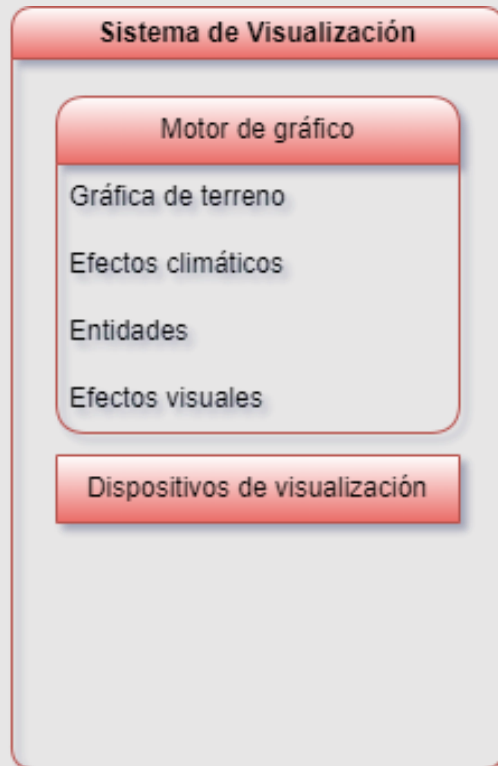 Sistema de Visualización
Motor de gráfico
Gráfica de terreno
Efectos climáticos
Entidades
Efectos visuales
Dispositivos de visualización